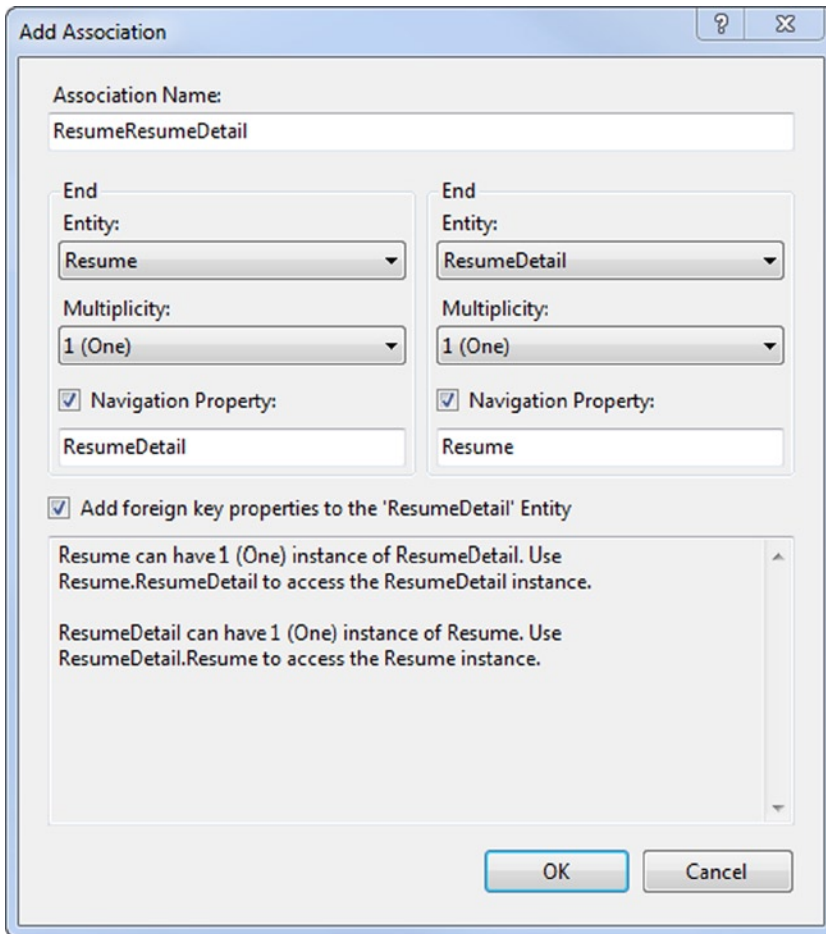 Add Association
?
Association Name:
ResumeResumeDetail
End
Entity:
Resume
Multiplicity:
1 (One)
Navigation Property:
ResumeDetail
End
Entity:
ResumeDetail
Multiplicity:
1 (One)
Navigation Property:
Resume
Add foreign key properties to the 'ResumeDetail' Entity
Resume can have 1 (One) instance of ResumeDetail. Use
Resume.ResumeDetail to access the ResumeDetail instance.
ResumeDetail can have 1 (One) instance of Resume. Use
ResumeDetail.Resume to access the Resume instance.
OK
Cancel